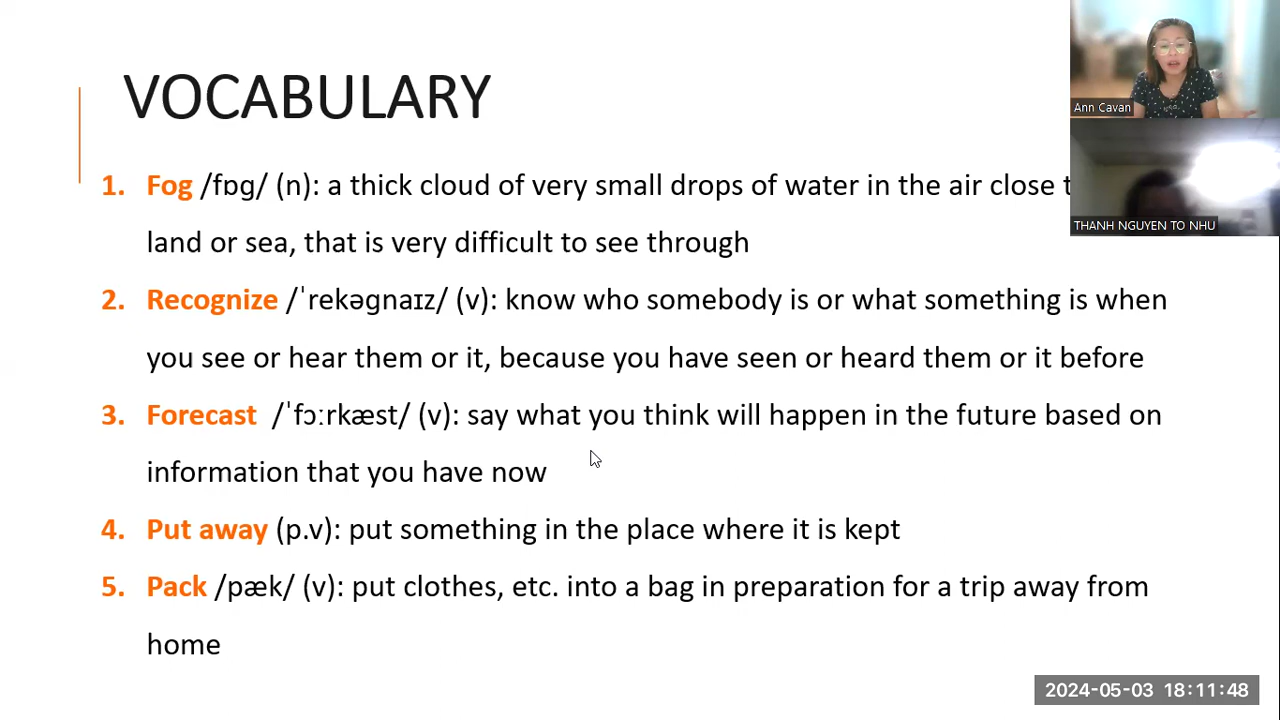 VOCABULARY
1. Fog /fɒg/ (n): a thick cloud of very small drops of water in the air close
land or sea, that is very difficult to see through
2. Recognize /ˈrekəgnaɪz/ (v): know who somebody is or what something is when
you see or hear them or it, because you have seen or heard them or it before
3. Forecast /ˈfɔːrkæst/ (v): say what you think will happen in the future based on
information that you have now
4. Put away (p.v): put something in the place where it is kept
5. Pack /pæk/ (v): put clothes, etc. into a bag in preparation for a trip away from
home
Ann Cavan
THANH NGUYEN TO NHU
2024-05-03 18:11:48